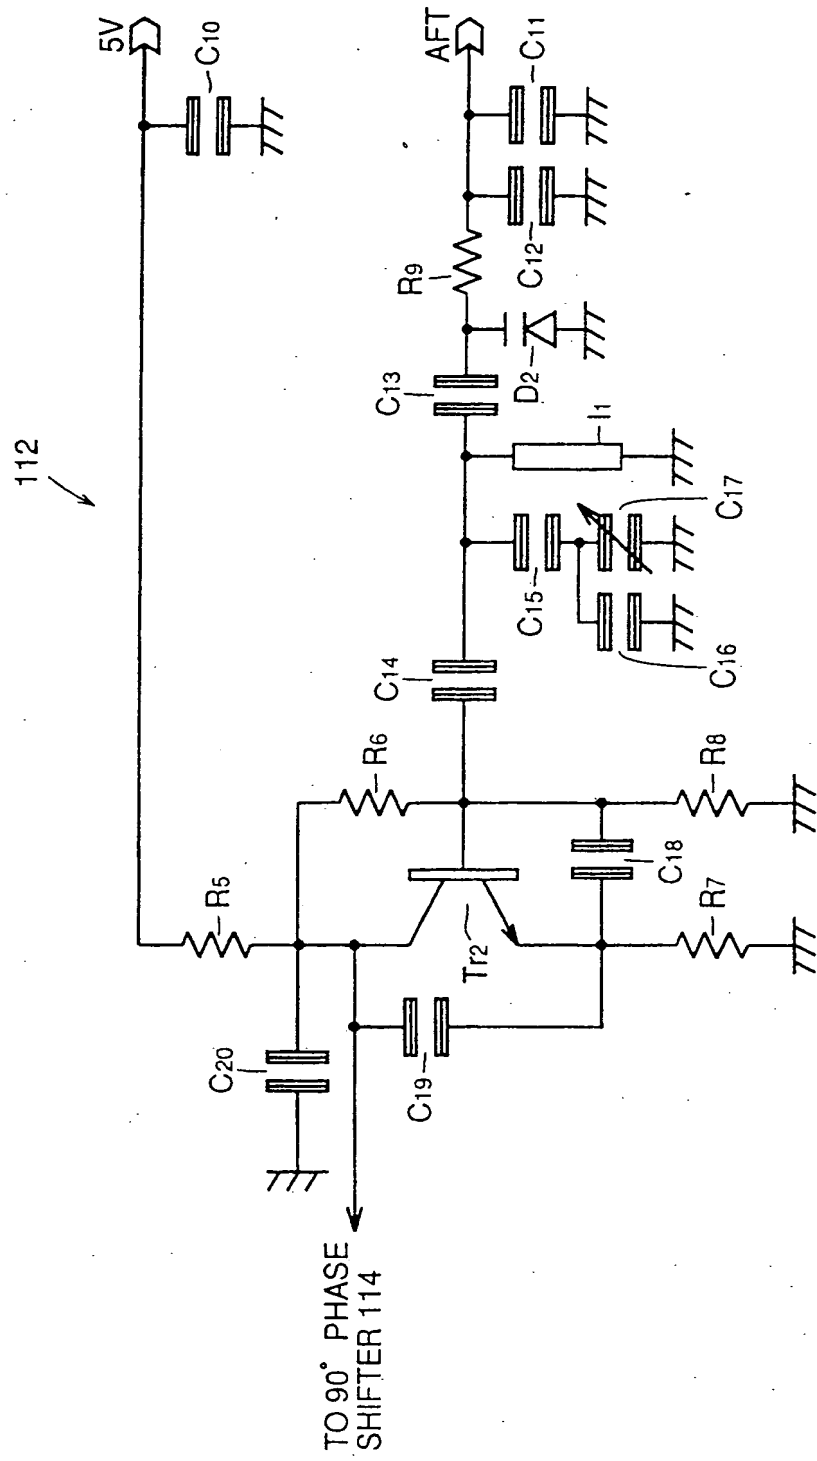 112
5V
C10
AFT
C11
C12
R9
D2
C13
I1
C17
C15
C16
C14
R6
R8
C18
R5
R7
Tr2
C20
C19
TO 90° PHASE
SHIFTER 114